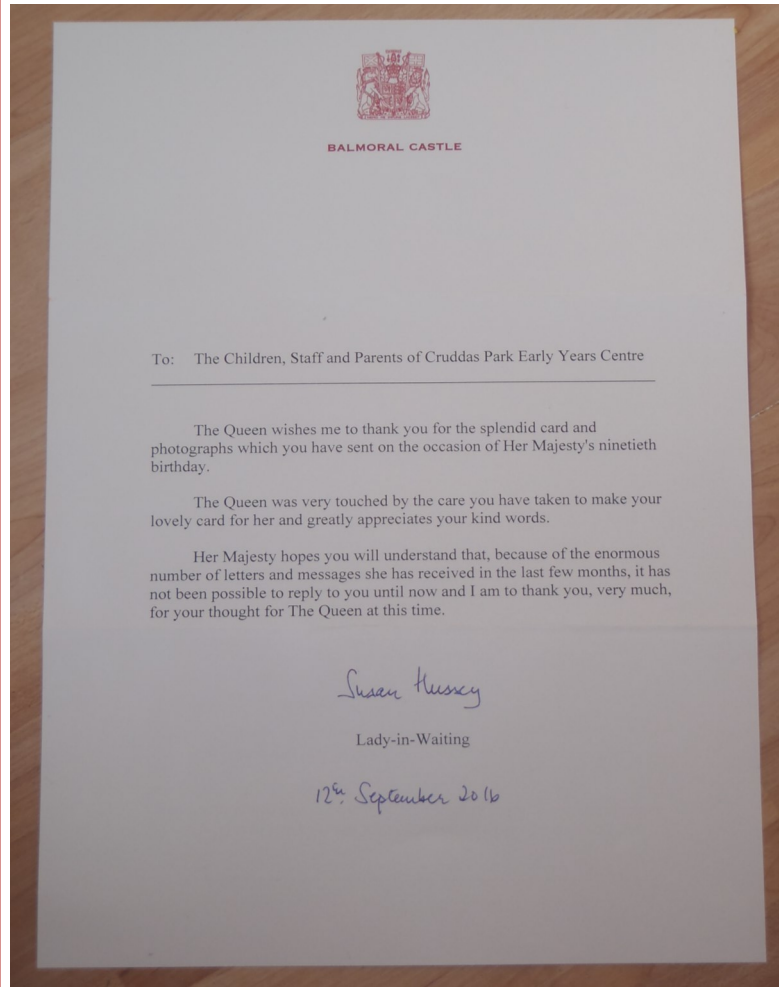 BALMORAL CASTLE
To: The Children, Staff and Parents of Cruddas Park Early Years Centre
The Queen wishes me to thank you for the splendid card and
photographs which you have sent on the occasion of Her Majesty's ninetieth
birthday.
The Queen was very touched by the care you have taken to make your
lovely card for her and greatly appreciates your kind words.
Her Majesty hopes you will understand that, because of the enormous
number of letters and messages she has received in the last few months, it has
not been possible to reply to you until now and I am to thank you, very much,
for your thought for The Queen at this time.
Susan Hussey
Lady-in-Waiting
12th. September 2016